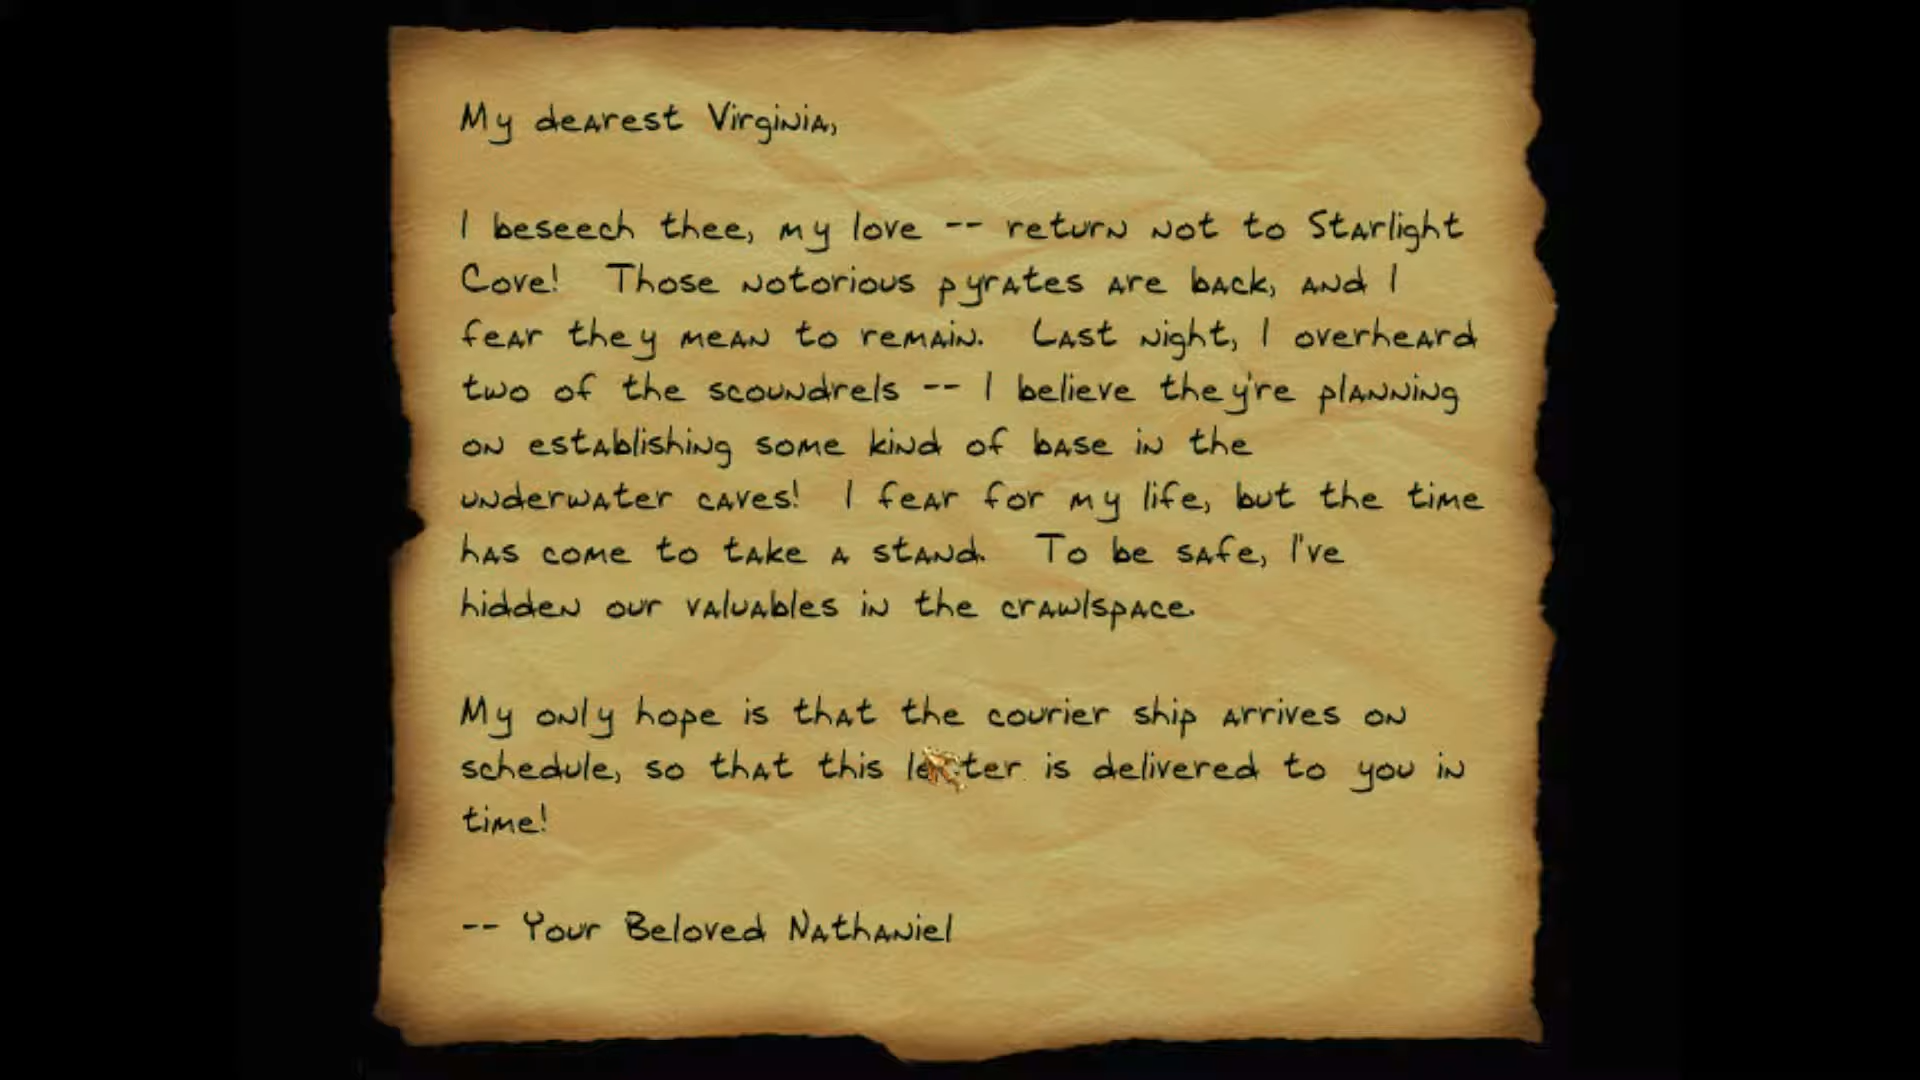 My dearest Virginia,
I beseech thee, my love -- return not to Starlight
Cove!  Those notorious pyrates are back, and I
fear they mean to remain.  Last night, I overheard
two of the scoundrels -- I believe they're planning
on establishing some kind of base in the
underwater caves!  I fear for my life, but the time
has come to take a stand.  To be safe, I've
hidden our valuables in the crawlspace.
My only hope is that the courier ship arrives on
schedule, so that this letter is delivered to you in
time!
-- Your Beloved Nathaniel